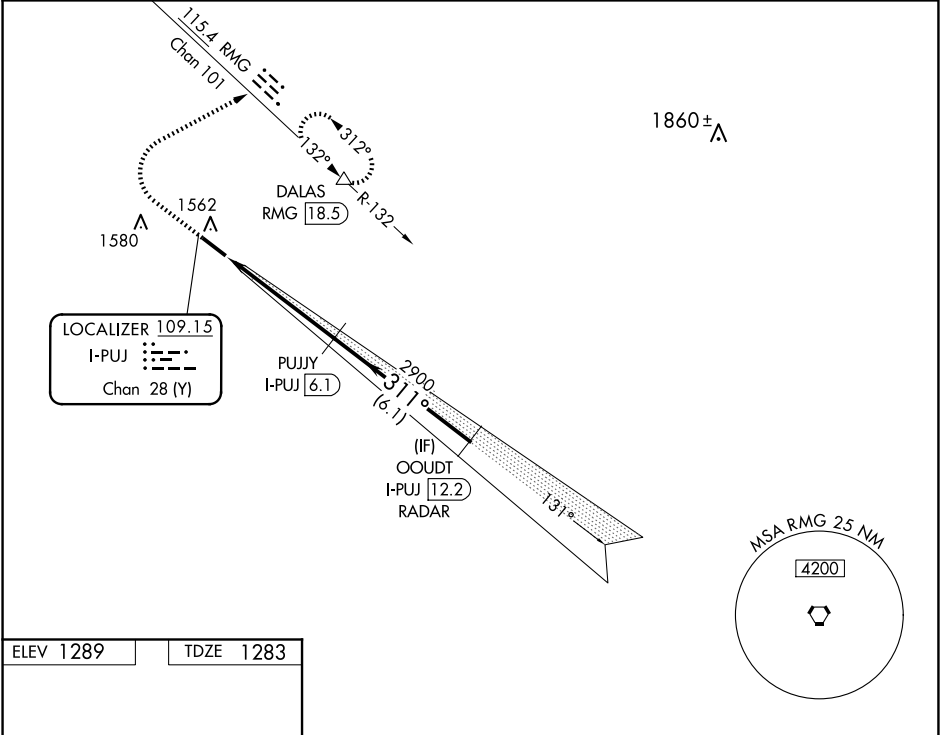 115.4 RMG
Chan 101
312°
132°
1860±
DALAS
RMG 18.5
R-132
1562
1580
LOCALIZER 109.15
I-PUJ
Chan 28 (Y)
PUJJY
I-PUJ 6.1
2900
311°
(6.1)
(IF)
OOUDT
I-PUJ 12.2
RADAR
131°
MSA RMG 25 NM
4200
ELEV 1289
TDZE 1283